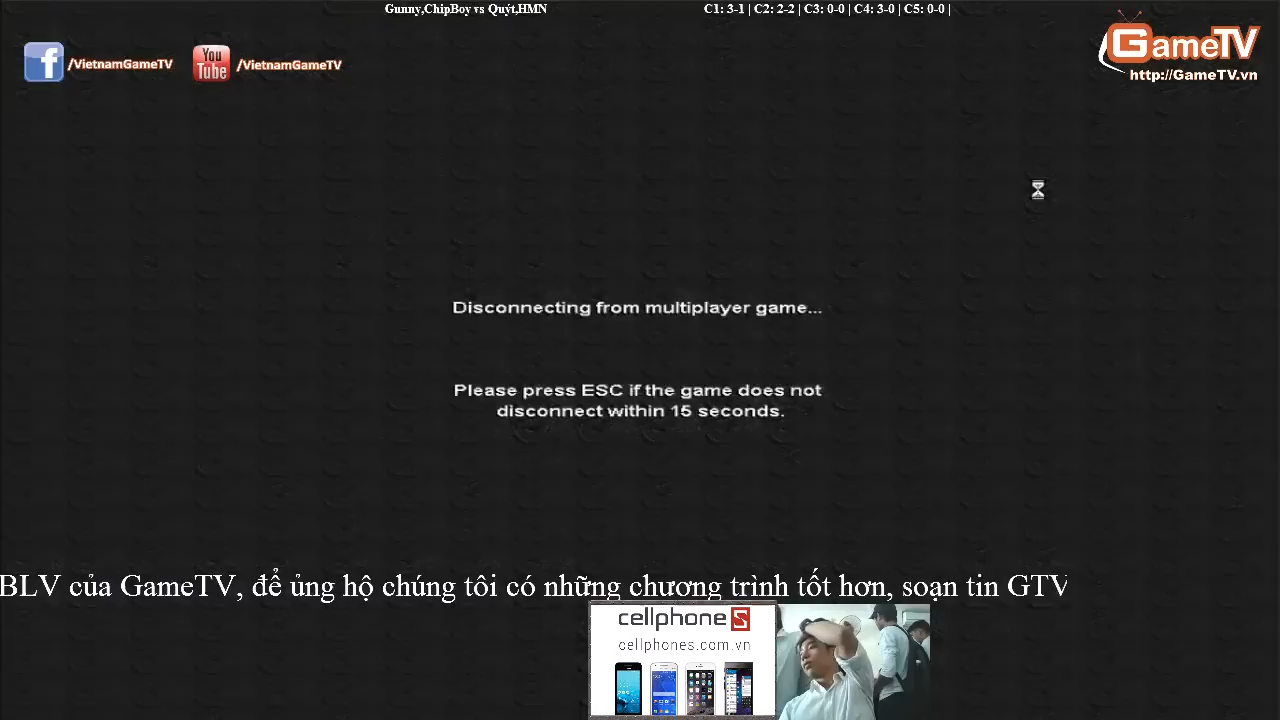 Gunny,ChipBoy vs Quýt,HMN
C1: 3-1 | C2: 2-2 | C3: 0-0 | C4: 3-0 | C5: 0-0 |
/VietnamGameTV
You Tube
/VietnamGameTV
GameTV
http://GameTV.vn
Disconnecting from multiplayer game...
Please press ESC if the game does not
disconnect within 15 seconds.
BLV của GameTV, để ủng hộ chúng tôi có những chương trình tốt hơn, soạn tin GTV
cellphone S
cellphones.com.vn